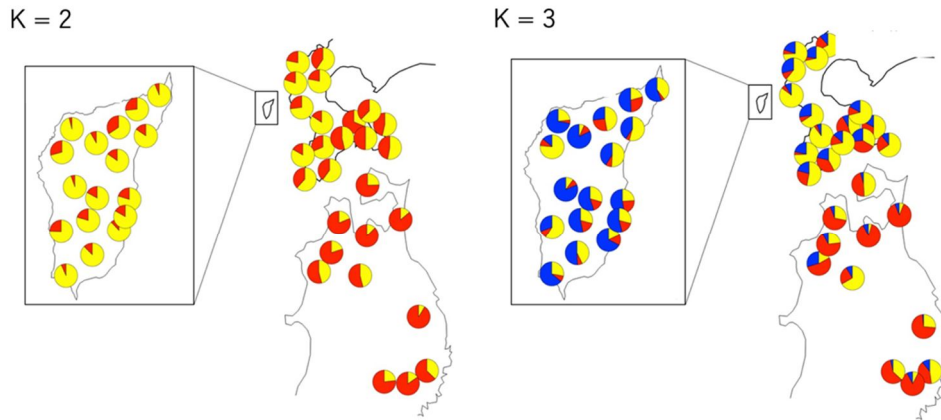 K = 2
K = 3